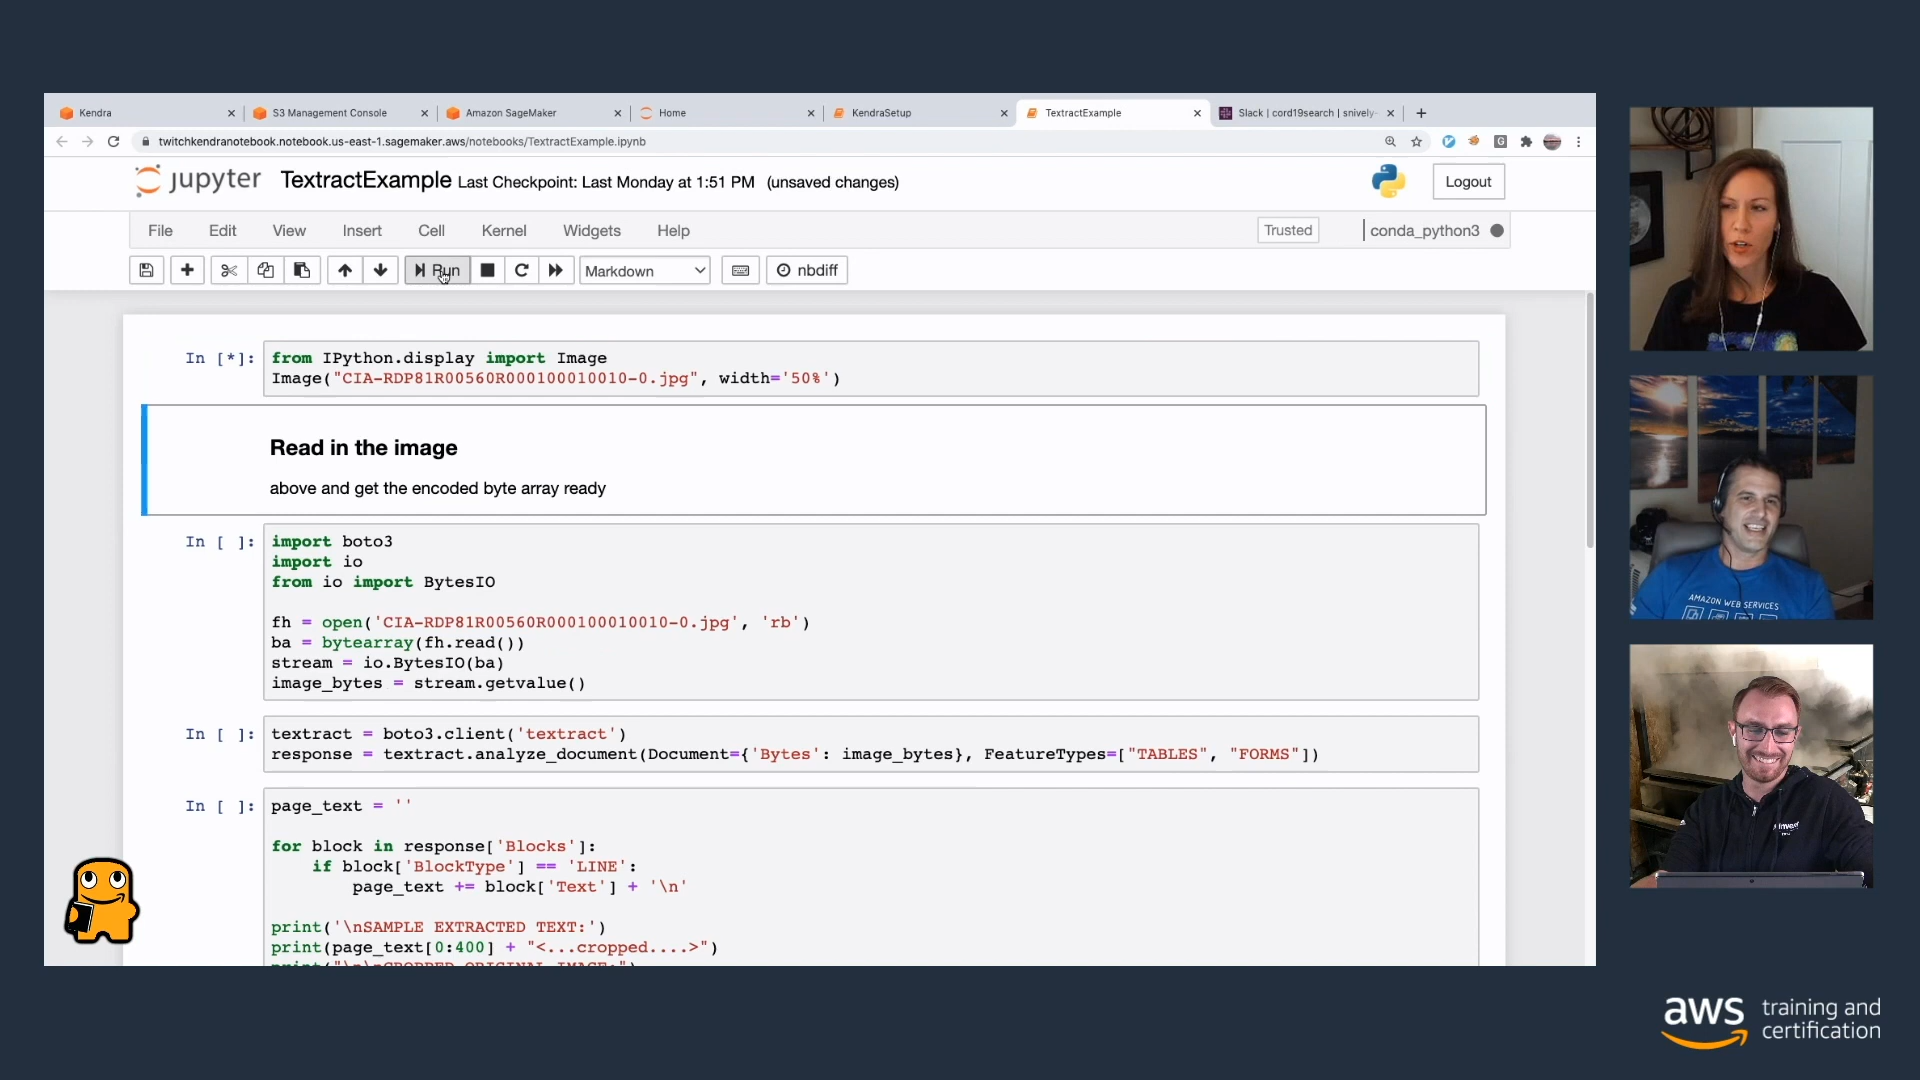 Kendra
S3 Management Console
Amazon SageMaker
Home
KendraSetup
TextractExample
Slack | cord19search | snively-
twitchkendranotebook.notebook.us-east-1.sagemaker.aws/notebooks/TextractExample.ipynb
jupyter TextractExample Last Checkpoint: Last Monday at 1:51 PM (unsaved changes)
Logout
File Edit View Insert Cell Kernel Widgets Help
Trusted
conda_python3
Run
Markdown
nbdiff
In [*]: from IPython.display import Image
Image("CIA-RDP81R00560R000100010010-0.jpg", width='50%')
Read in the image
above and get the encoded byte array ready
In [ ]: import boto3
import io
from io import BytesIO
fh = open('CIA-RDP81R00560R000100010010-0.jpg', 'rb')
ba = bytearray(fh.read())
stream = io.BytesIO(ba)
image_bytes = stream.getvalue()
In [ ]: textract = boto3.client('textract')
response = textract.analyze_document(Document={'Bytes': image_bytes}, FeatureTypes=["TABLES", "FORMS"])
In [ ]: page_text = ''
for block in response['Blocks']:
if block['BlockType'] == 'LINE':
page_text += block['Text'] + '\n'
print('\nSAMPLE EXTRACTED TEXT:')
print(page_text[0:400] + "<...cropped....>")
print("\n\nCROPPED ORIGINAL IMAGE:")
AMAZON WEB SERVICES
aws training and
certification